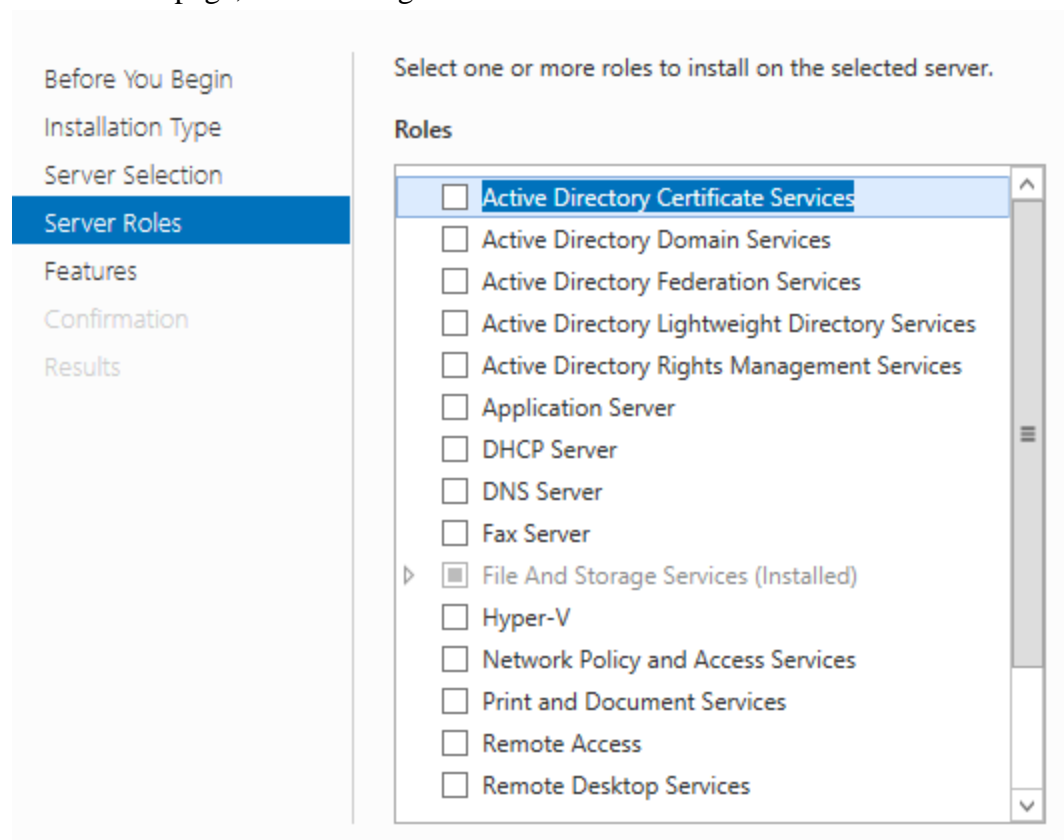 Before You Begin
Installation Type
Server Selection
Server Roles
Features
Confirmation
Results
Select one or more roles to install on the selected server.
Roles
Active Directory Certificate Services
Active Directory Domain Services
Active Directory Federation Services
Active Directory Lightweight Directory Services
Active Directory Rights Management Services
Application Server
DHCP Server
DNS Server
Fax Server
File And Storage Services (Installed)
Hyper-V
Network Policy and Access Services
Print and Document Services
Remote Access
Remote Desktop Services